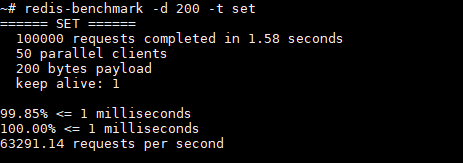 ~# redis-benchmark -d 200 -t set
====== SET ======
  100000 requests completed in 1.58 seconds
  50 parallel clients
  200 bytes payload
  keep alive: 1

99.85% <= 1 milliseconds
100.00% <= 1 milliseconds
63291.14 requests per second